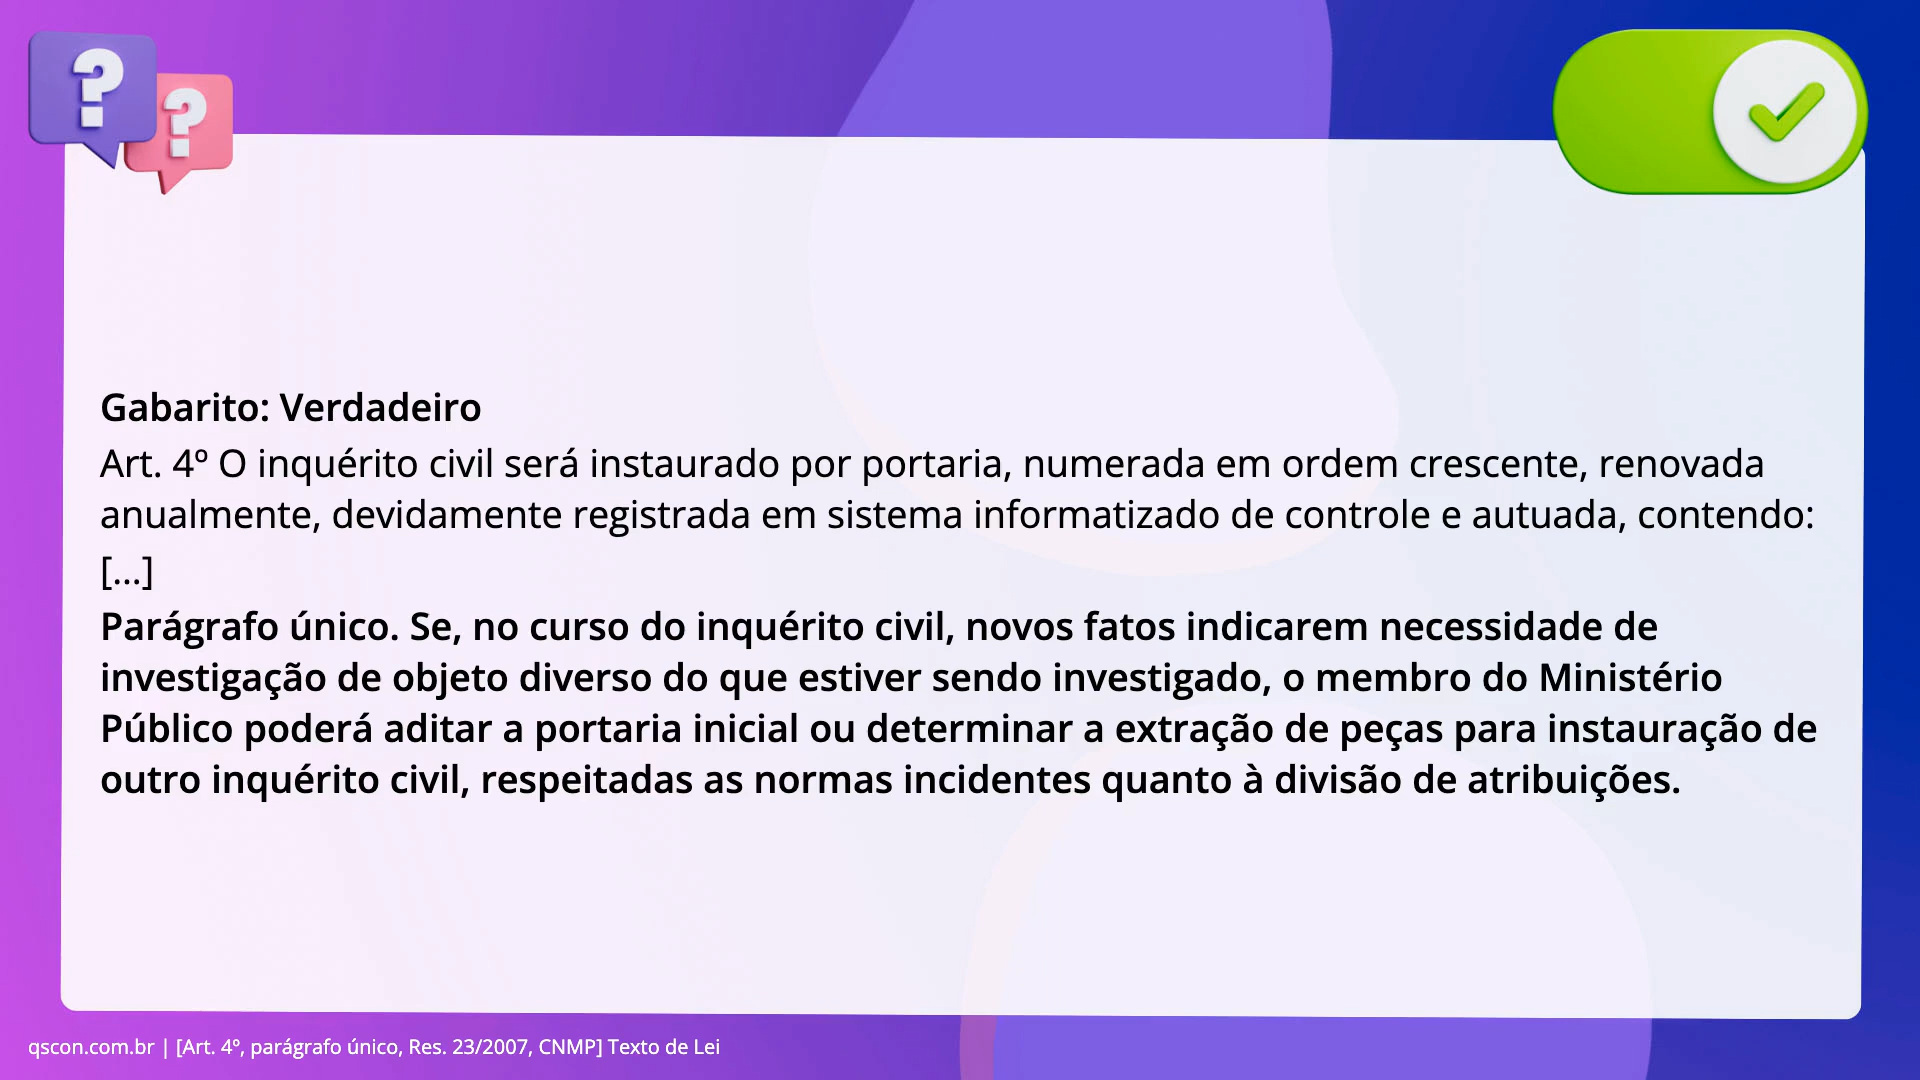 ? ?
Gabarito: Verdadeiro
Art. 4º O inquérito civil será instaurado por portaria, numerada em ordem crescente, renovada
anualmente, devidamente registrada em sistema informatizado de controle e autuada, contendo:
[...]
Parágrafo único. Se, no curso do inquérito civil, novos fatos indicarem necessidade de
investigação de objeto diverso do que estiver sendo investigado, o membro do Ministério
Público poderá aditar a portaria inicial ou determinar a extração de peças para instauração de
outro inquérito civil, respeitadas as normas incidentes quanto à divisão de atribuições.
qscon.com.br | [Art. 4º, parágrafo único, Res. 23/2007, CNMP] Texto de Lei